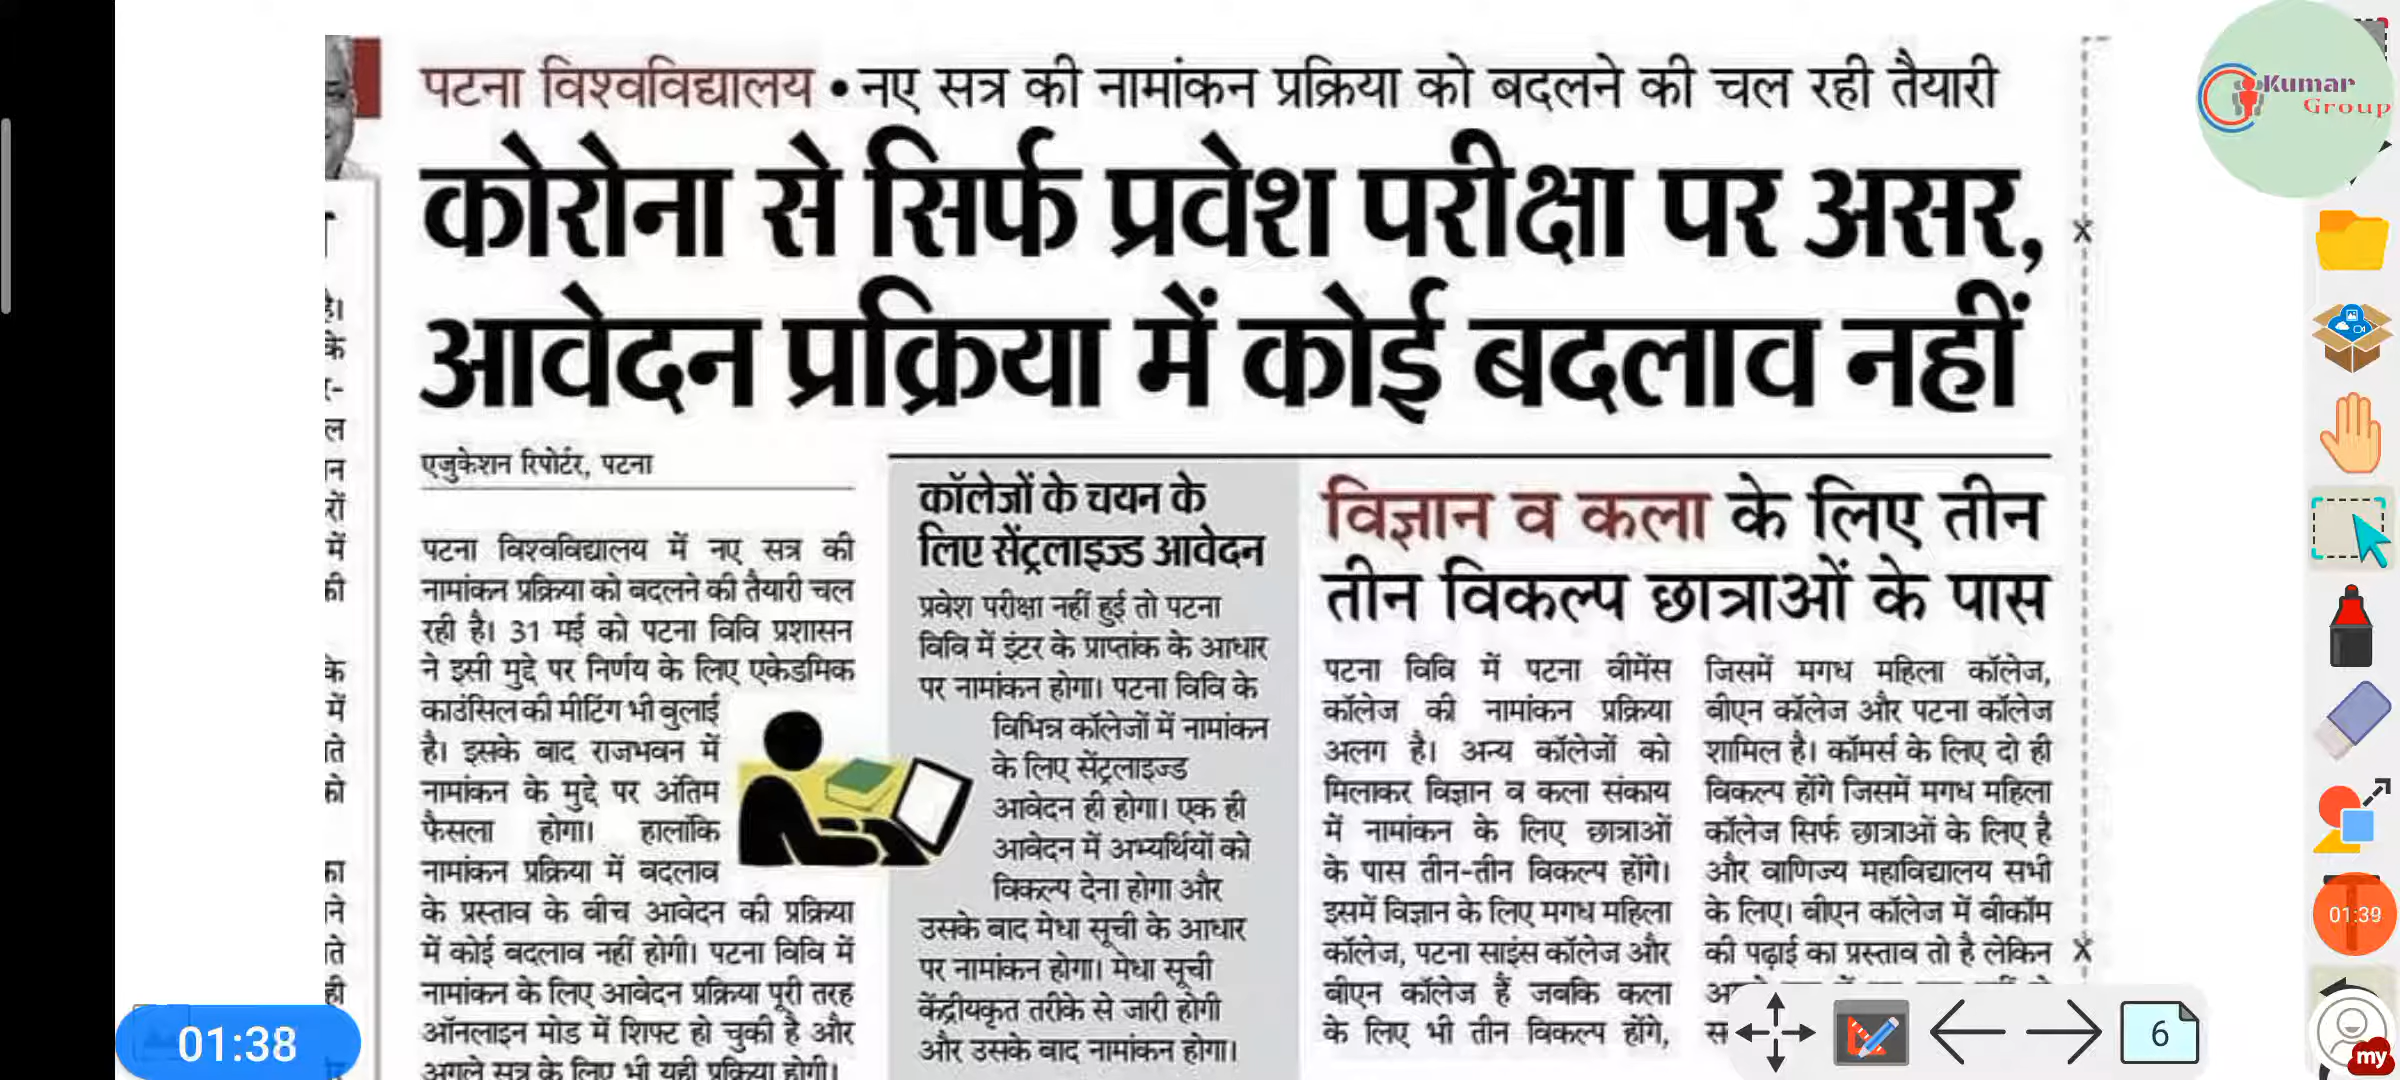 पटना विश्वविद्यालय • नए सत्र की नामांकन प्रक्रिया को बदलने की चल रही तैयारी
कोरोना से सिर्फ प्रवेश परीक्षा पर असर,
आवेदन प्रक्रिया में कोई बदलाव नहीं
एजुकेशन रिपोर्टर, पटना
पटना विश्वविद्यालय में नए सत्र की
नामांकन प्रक्रिया को बदलने की तैयारी चल
रही है। 31 मई को पटना विवि प्रशासन
ने इसी मुद्दे पर निर्णय के लिए एकेडमिक
काउंसिल की मीटिंग भी बुलाई
है। इसके बाद राजभवन में
नामांकन के मुद्दे पर अंतिम
फैसला होगा। हालांकि
नामांकन प्रक्रिया में बदलाव
के प्रस्ताव के बीच आवेदन की प्रक्रिया
में कोई बदलाव नहीं होगी। पटना विवि में
नामांकन के लिए आवेदन प्रक्रिया पूरी तरह
ऑनलाइन मोड में शिफ्ट हो चुकी है और
अगले सत्र के लिए भी यही प्रक्रिया होगी।
कॉलेजों के चयन के
लिए सेंट्रलाइज्ड आवेदन
प्रवेश परीक्षा नहीं हुई तो पटना
विवि में इंटर के प्राप्तांक के आधार
पर नामांकन होगा। पटना विवि के
विभिन्न कॉलेजों में नामांकन
के लिए सेंट्रलाइज्ड
आवेदन ही होगा। एक ही
आवेदन में अभ्यर्थियों को
विकल्प देना होगा और
उसके बाद मेधा सूची के आधार
पर नामांकन होगा। मेधा सूची
केंद्रीयकृत तरीके से जारी होगी
और उसके बाद नामांकन होगा।
विज्ञान व कला के लिए तीन
तीन विकल्प छात्राओं के पास
पटना विवि में पटना वीमेंस
कॉलेज की नामांकन प्रक्रिया
अलग है। अन्य कॉलेजों को
मिलाकर विज्ञान व कला संकाय
में नामांकन के लिए छात्राओं
के पास तीन-तीन विकल्प होंगे।
इसमें विज्ञान के लिए मगध महिला
कॉलेज, पटना साइंस कॉलेज और
बीएन कॉलेज हैं जबकि कला
के लिए भी तीन विकल्प होंगे,
जिसमें मगध महिला कॉलेज,
बीएन कॉलेज और पटना कॉलेज
शामिल है। कॉमर्स के लिए दो ही
विकल्प होंगे जिसमें मगध महिला
कॉलेज सिर्फ छात्राओं के लिए है
और वाणिज्य महाविद्यालय सभी
के लिए। बीएन कॉलेज में बीकॉम
की पढ़ाई का प्रस्ताव तो है लेकिन
Kumar
Group
01:39
01:38
6
my